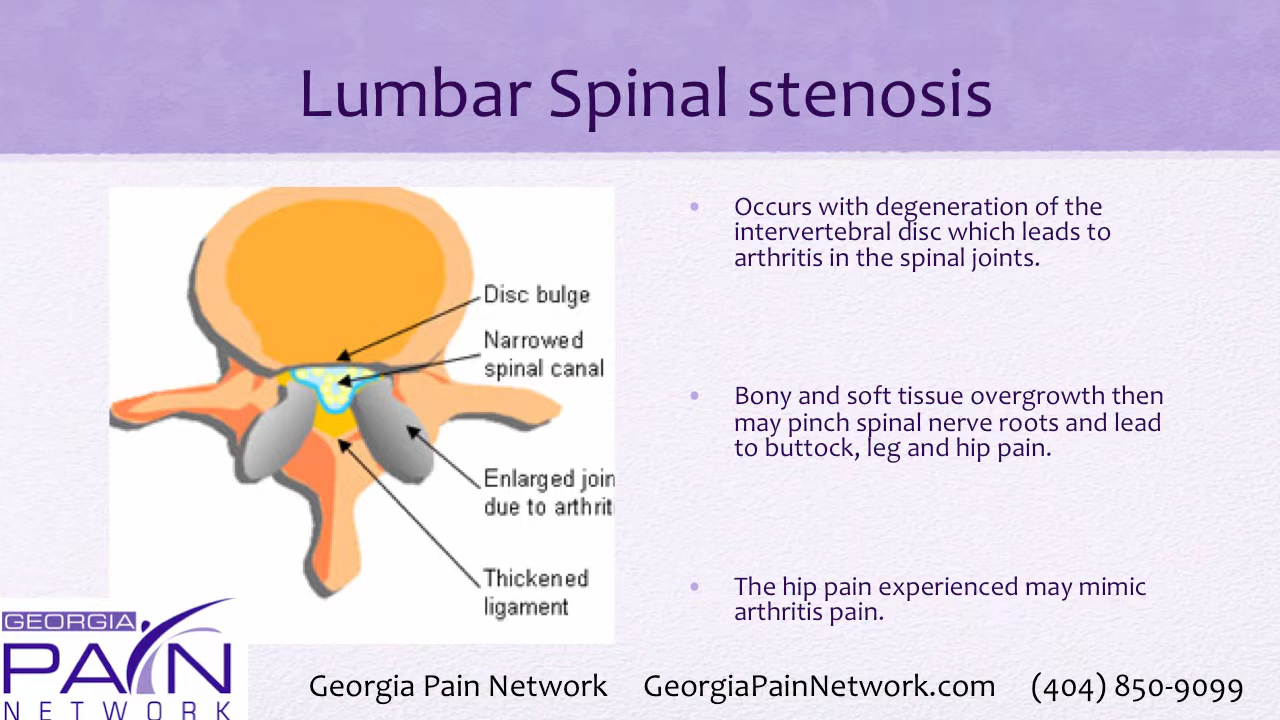 Lumbar Spinal stenosis
Disc bulge
Narrowed
spinal canal
Enlarged join
due to arthrit
Thickened
ligament
• Occurs with degeneration of the
intervertebral disc which leads to
arthritis in the spinal joints.
• Bony and soft tissue overgrowth then
may pinch spinal nerve roots and lead
to buttock, leg and hip pain.
• The hip pain experienced may mimic
arthritis pain.
GEORGIA
PAIN
NETWORK
Georgia Pain Network GeorgiaPainNetwork.com (404) 850-9099